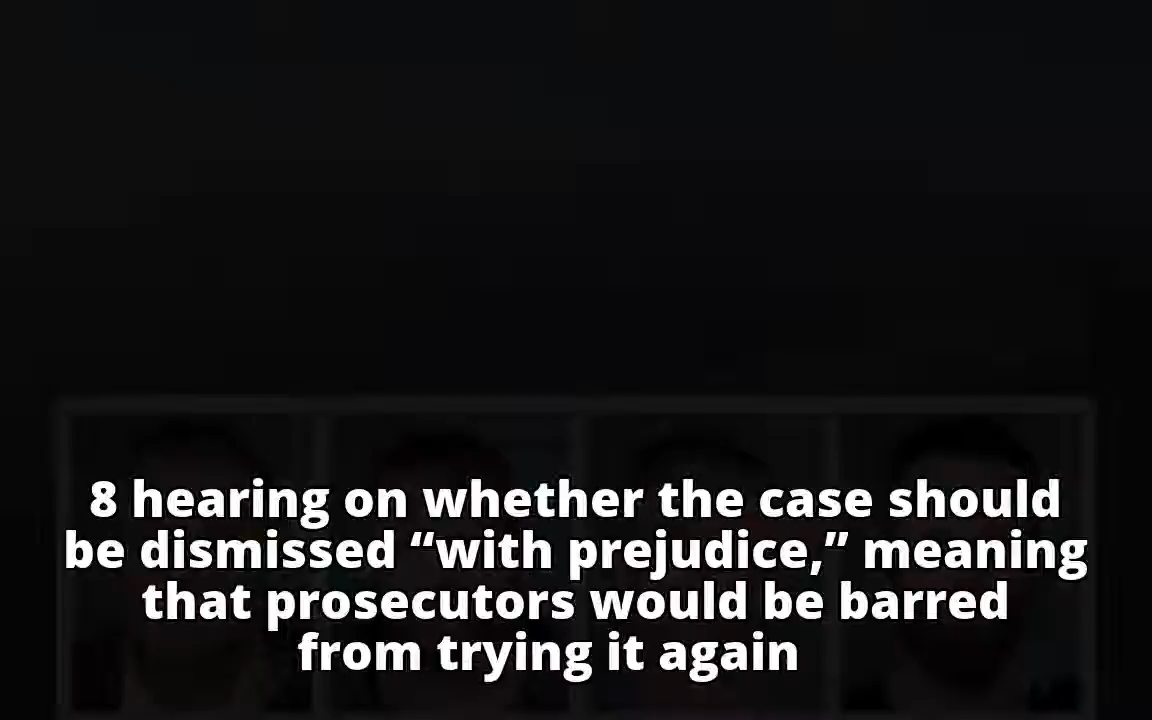 8 hearing on whether the case should
be dismissed “with prejudice,” meaning
that prosecutors would be barred
from trying it again